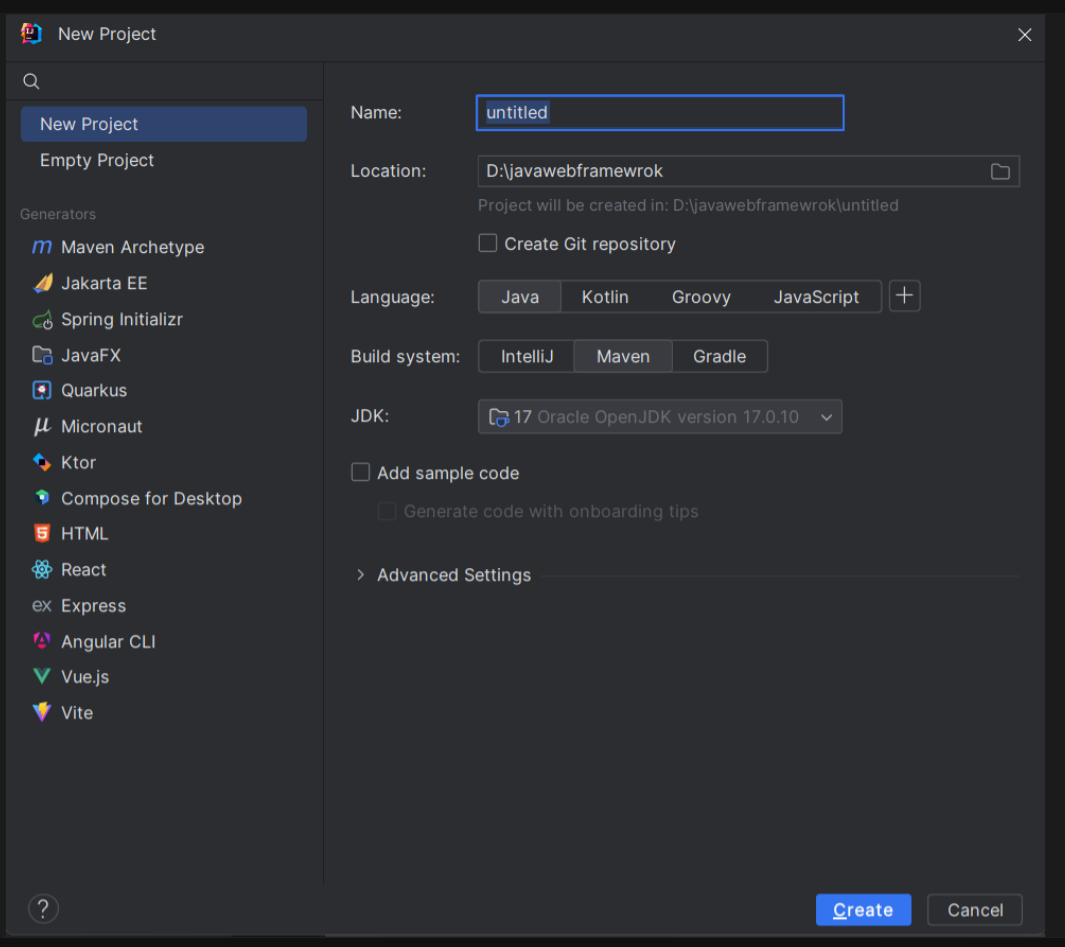 New Project
New Project
Empty Project
Generators
Maven Archetype
Jakarta EE
Spring Initializr
JavaFX
Quarkus
Micronaut
Ktor
Compose for Desktop
HTML
React
Express
Angular CLI
Vue.js
Vite
Name: untitled
Location: D:\javawebframewrok
Project will be created in: D:\javawebframewrok\untitled
Create Git repository
Language: Java Kotlin Groovy JavaScript
Build system: IntelliJ Maven Gradle
JDK: 17 Oracle OpenJDK version 17.0.10
Add sample code
Generate code with onboarding tips
Advanced Settings
? Create Cancel